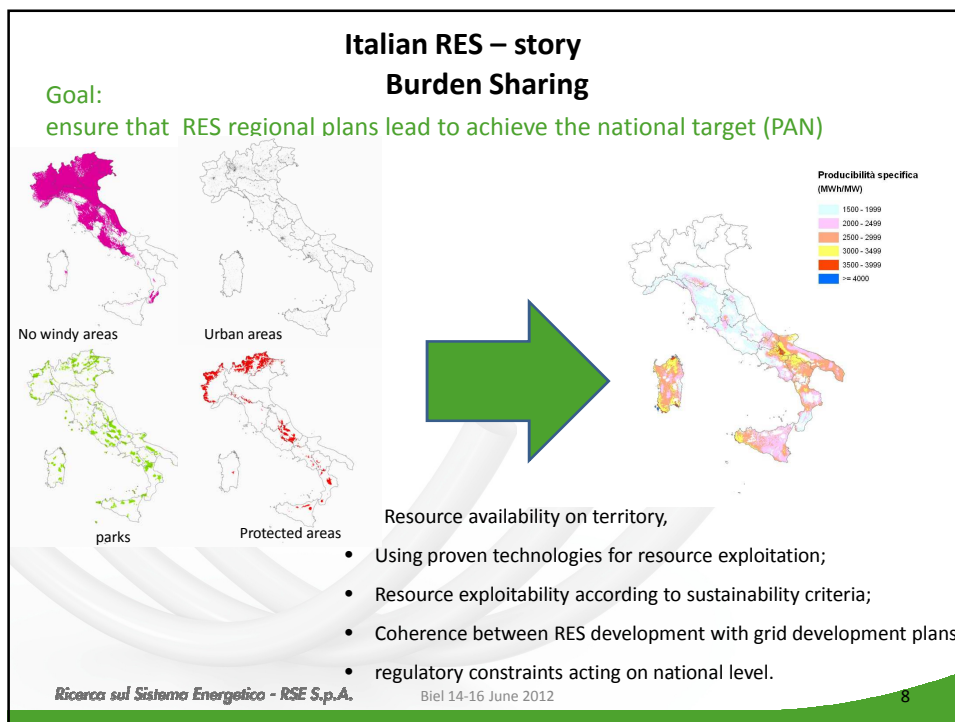 Italian RES – story
Burden Sharing
Goal:
ensure that RES regional plans lead to achieve the national target (PAN)
No windy areas
Urban areas
parks
Protected areas
Producibilità specifica
(MWh/MW)
1500 - 1999
2000 - 2499
2500 - 2999
3000 - 3499
3500 - 3999
>= 4000
Resource availability on territory,
• Using proven technologies for resource exploitation;
• Resource exploitability according to sustainability criteria;
• Coherence between RES development with grid development plans
• regulatory constraints acting on national level.
Ricerca sul Sistema Energetico - RSE S.p.A.
Biel 14-16 June 2012
8